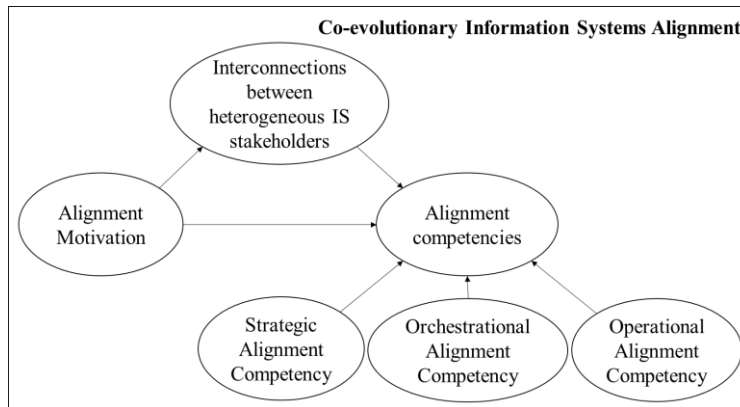 Co-evolutionary Information Systems Alignment
Interconnections
between
heterogeneous IS
stakeholders
Alignment
Motivation
Alignment
competencies
Strategic
Alignment
Competency
Orchestrational
Alignment
Competency
Operational
Alignment
Competency